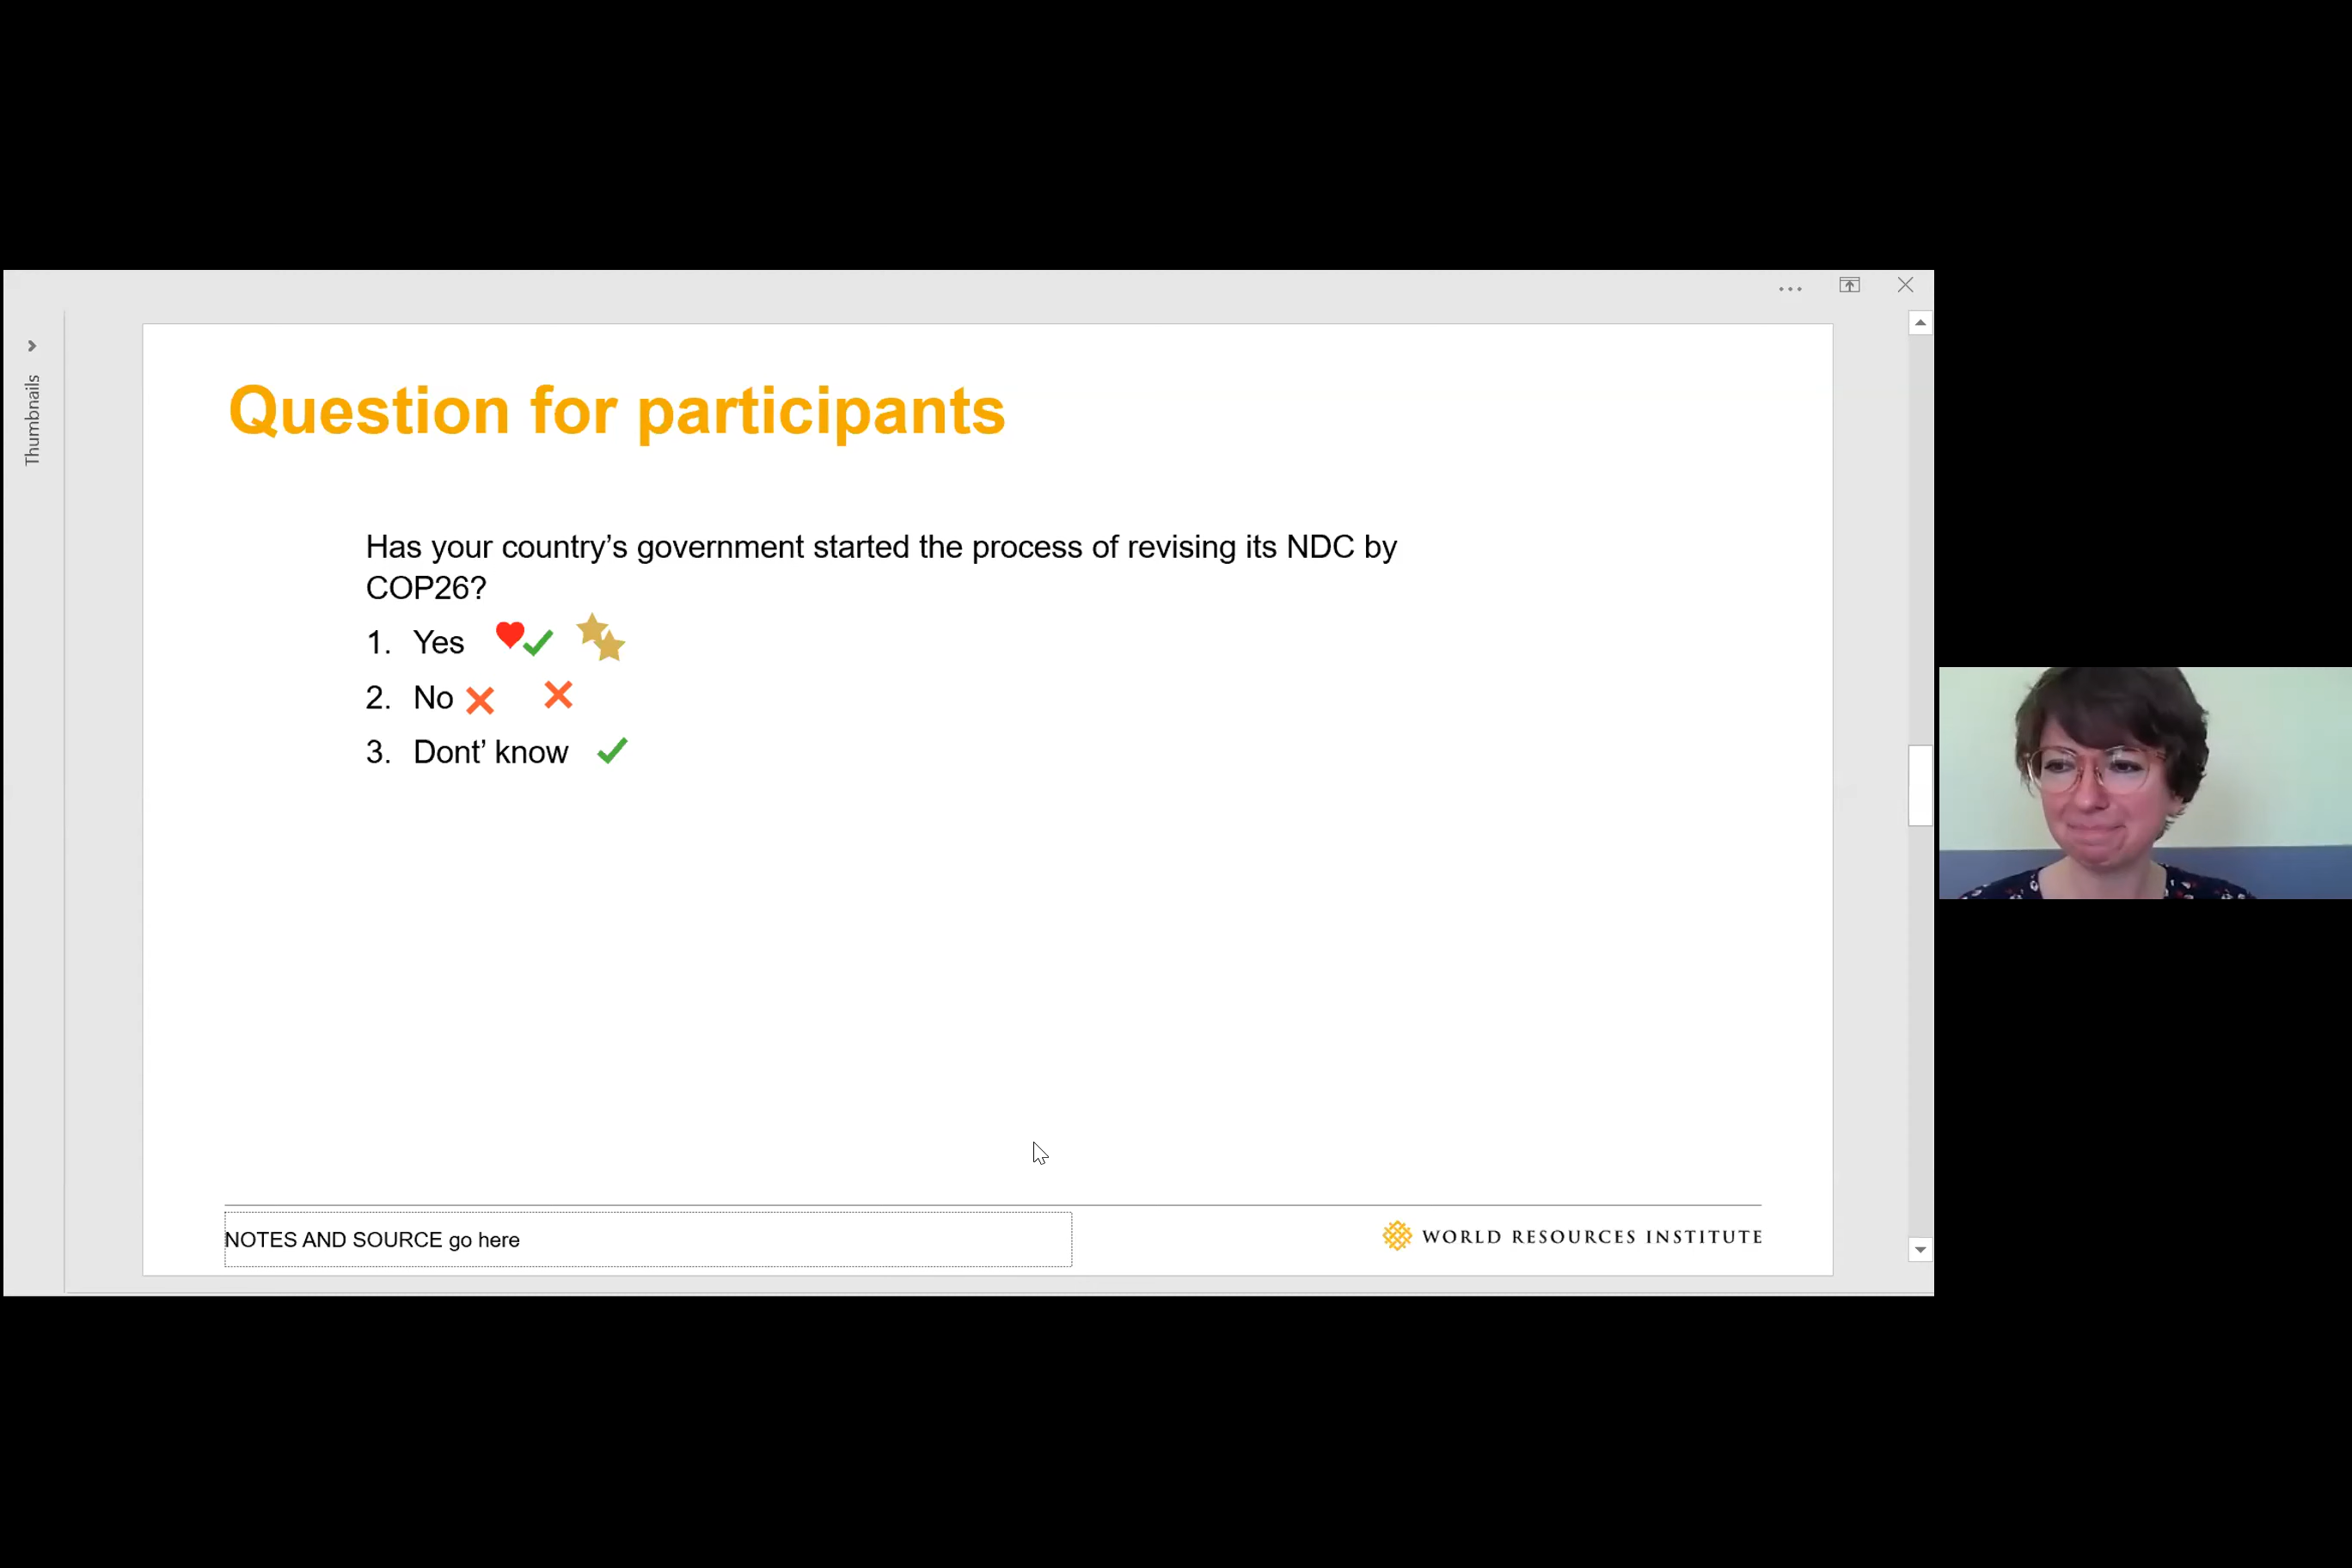 Thumbnails
Question for participants
Has your country’s government started the process of revising its NDC by
COP26?
1. Yes
2. No
3. Dont’ know
NOTES AND SOURCE go here
WORLD RESOURCES INSTITUTE